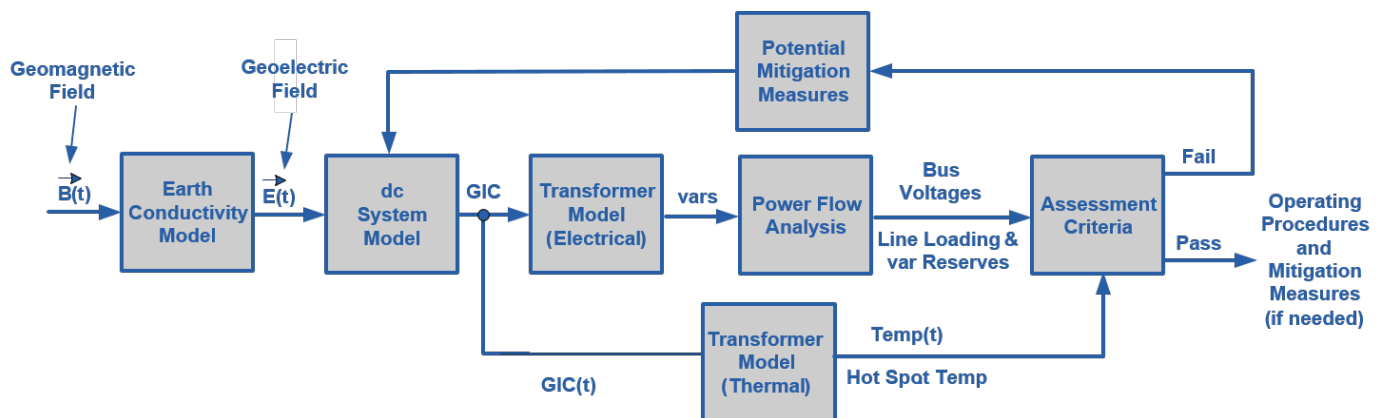 Geomagnetic
Field
B(t)
Earth
Conductivity
Model
Geoelectric
Field
E(t)
dc
System
Model
GIC
Transformer
Model
(Electrical)
vars
Power Flow
Analysis
Bus
Voltages
Line Loading &
var Reserves
Assessment
Criteria
Fail
Potential
Mitigation
Measures
Pass
Operating
Procedures
and
Mitigation
Measures
(if needed)
GIC(t)
Transformer
Model
(Thermal)
Temp(t)
Hot Spot Temp